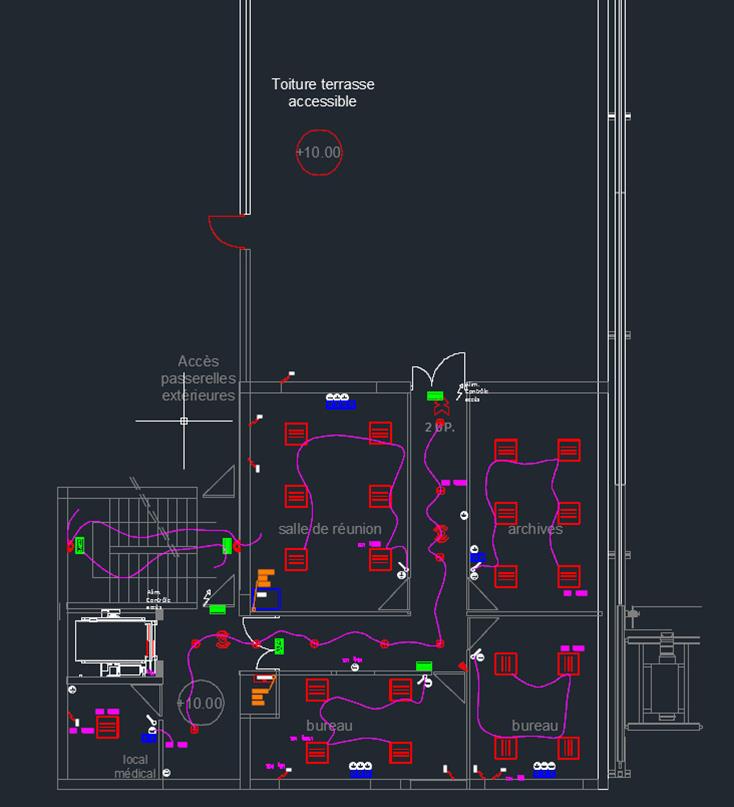 Toiture terrasse
accessible
+10.00
Accès
passerelles
extérieures
Alim.
Contrôle
accès
2 UP.
salle de réunion
archives
Alim.
Contrôle
accès
+10.00
bureau
bureau
local
médical